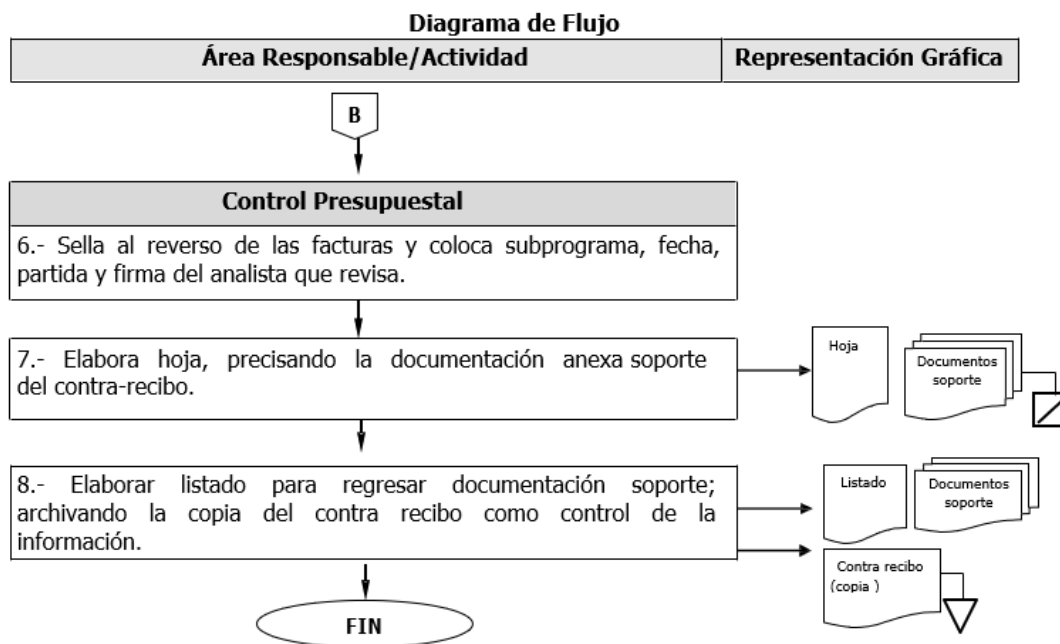 Diagrama de Flujo
Área Responsable/Actividad
Representación Gráfica
B
Control Presupuestal
6.- Sella al reverso de las facturas y coloca subprograma, fecha,
partida y firma del analista que revisa.
7.- Elabora hoja, precisando la documentación anexa soporte
del contra-recibo.
Hoja
Documentos
soporte
8.- Elaborar listado para regresar documentación soporte;
archivando la copia del contra recibo como control de la
información.
Listado
Documentos
soporte
Contra recibo
(copia )
FIN